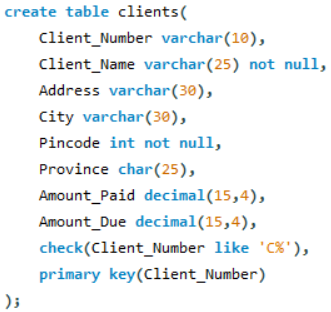 create table clients(
Client_Number varchar(10),
Client_Name varchar(25) not null,
Address varchar(30),
City varchar(30),
Pincode int not null,
Province char(25),
Amount_Paid decimal(15,4),
Amount_Due decimal(15,4),
check(Client_Number like 'C%'),
primary key(Client_Number)
);